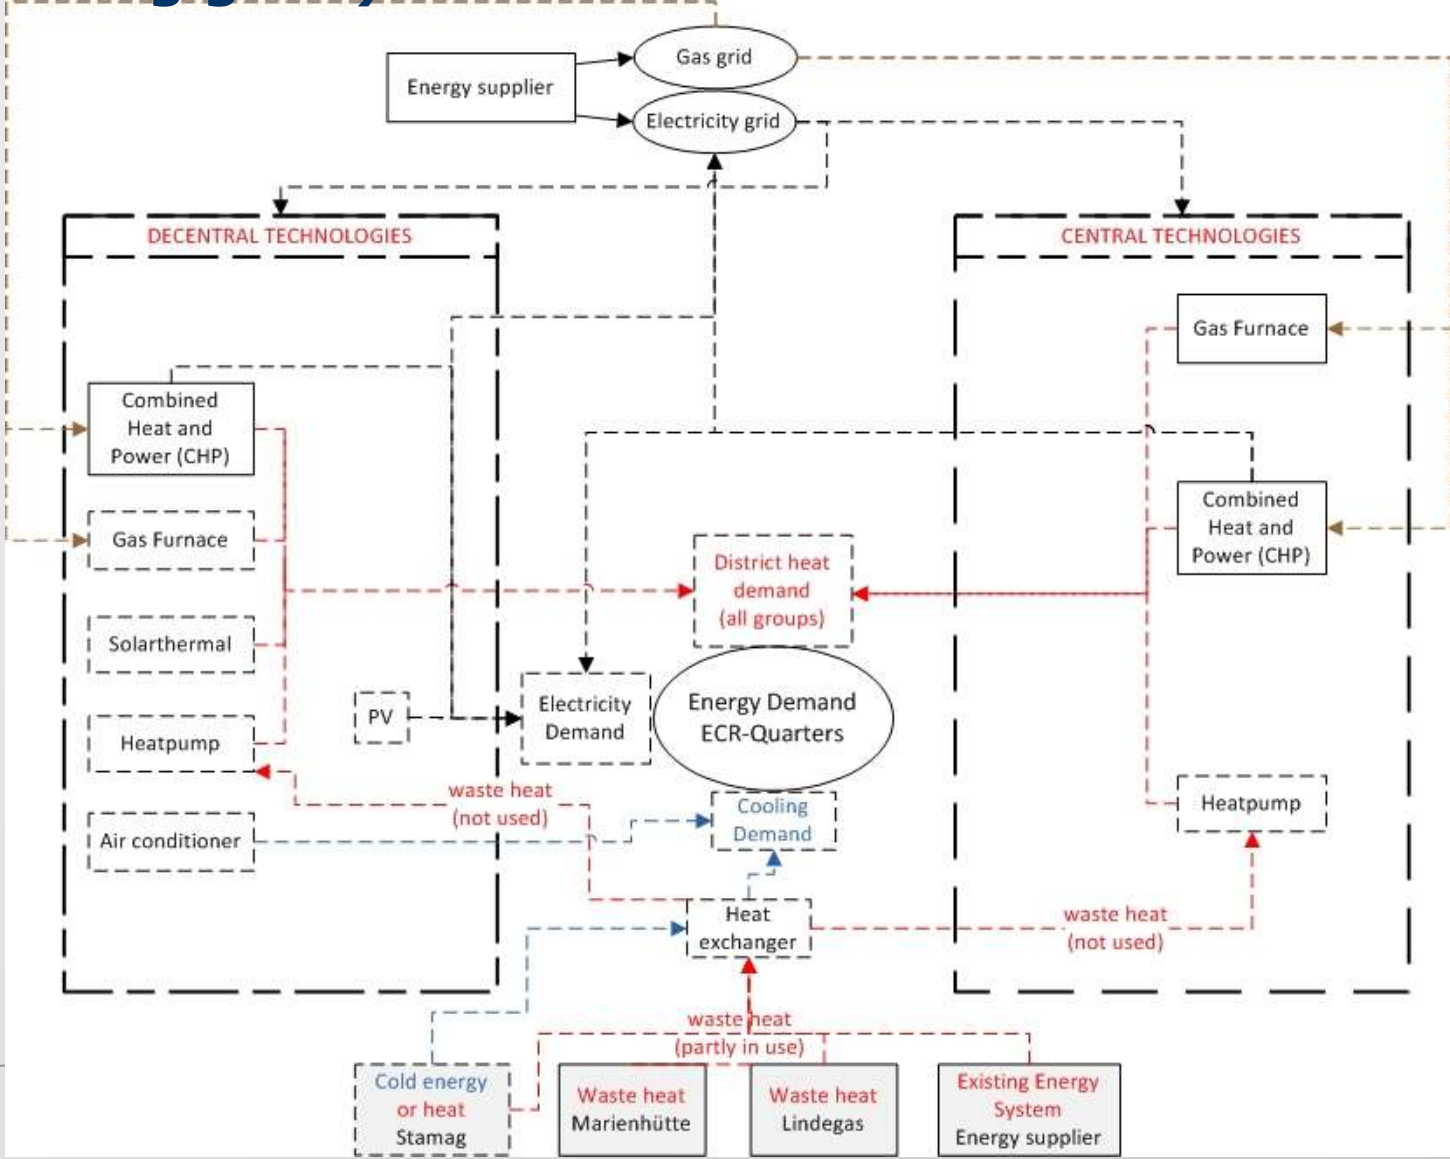 Gas grid
Energy supplier
Electricity grid
DECENTRAL TECHNOLOGIES
CENTRAL TECHNOLOGIES
Gas Furnace
Combined
Heat and
Power (CHP)
Combined
Heat and
Power (CHP)
Gas Furnace
District heat
demand
(all groups)
Solarthermal
PV
Electricity
Demand
Energy Demand
ECR-Quarters
Heatpump
waste heat
(not used)
Cooling
Demand
Heatpump
Air conditioner
Heat
exchanger
waste heat
(not used)
waste heat
(partly in use)
Cold energy
or heat
Stamag
Waste heat
Marienhütte
Waste heat
Lindegas
Existing Energy
System
Energy supplier